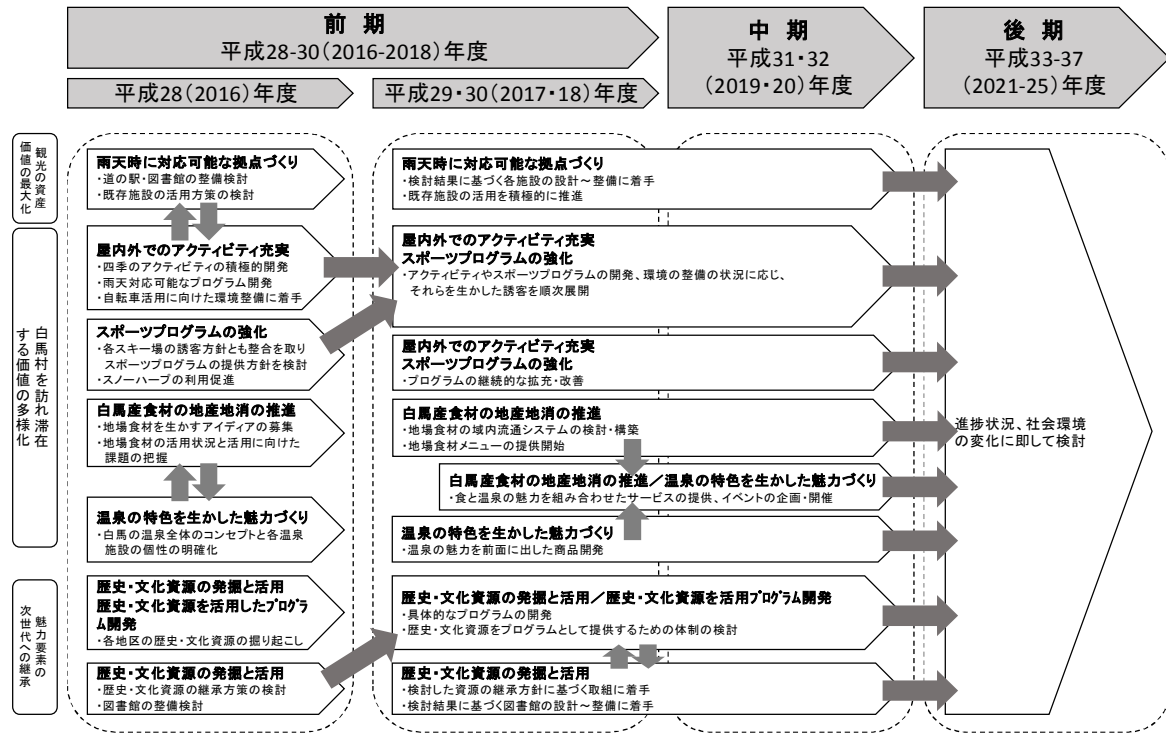 前 期
平成28-30(2016-2018)年度
中 期
平成31・32
(2019・20)年度
後 期
平成33-37
(2021-25)年度
平成28(2016)年度
平成29・30(2017・18)年度
観光の資産
価値の最大化
雨天時に対応可能な拠点づくり
・道の駅・図書館の整備検討
・既存施設の活用方策の検討
雨天時に対応可能な拠点づくり
・検討結果に基づく各施設の設計～整備に着手
・既存施設の活用を積極的に推進
白馬村を訪れ滞在
する価値の多様化
屋内外でのアクティビティ充実
・四季のアクティビティの積極的開発
・雨天対応可能なプログラム開発
・自転車活用に向けた環境整備に着手
屋内外でのアクティビティ充実
スポーツプログラムの強化
・アクティビティやスポーツプログラムの開発、環境の整備の状況に応じ、
それらを生かした誘客を順次展開
スポーツプログラムの強化
・各スキー場の誘客方針とも整合を取り
スポーツプログラムの提供方針を検討
・スノーハープの利用促進
屋内外でのアクティビティ充実
スポーツプログラムの強化
・プログラムの継続的な拡充・改善
白馬産食材の地産地消の推進
・地場食材を生かすアイディアの募集
・地場食材の活用状況と活用に向けた
課題の把握
白馬産食材の地産地消の推進
・地場食材の域内流通システムの検討・構築
・地場食材メニューの提供開始
白馬産食材の地産地消の推進／温泉の特色を生かした魅力づくり
・食と温泉の魅力を組み合わせたサービスの提供、イベントの企画・開催
温泉の特色を生かした魅力づくり
・白馬の温泉全体のコンセプトと各温泉
施設の個性の明確化
温泉の特色を生かした魅力づくり
・温泉の魅力を前面に出した商品開発
進捗状況、社会環境
の変化に即して検討
魅力要素の
次世代への継承
歴史・文化資源の発掘と活用
歴史・文化資源を活用したプログラ
ム開発
・各地区の歴史・文化資源の掘り起こし
歴史・文化資源の発掘と活用／歴史・文化資源を活用プログラム開発
・具体的なプログラムの開発
・歴史・文化資源をプログラムとして提供するための体制の検討
歴史・文化資源の発掘と活用
・歴史・文化資源の継承方策の検討
・図書館の整備検討
歴史・文化資源の発掘と活用
・検討した資源の継承方針に基づく取組に着手
・検討結果に基づく図書館の設計～整備に着手